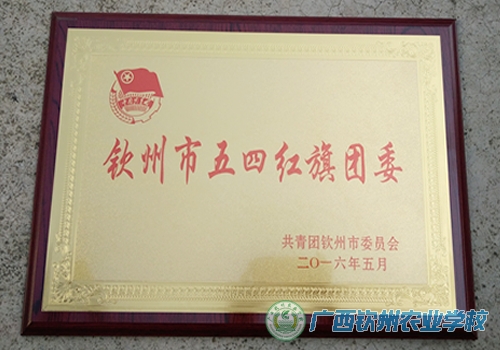 钦州市五四红旗团委
共青团钦州市委员会
二〇一六年五月
广西钦州农业学校